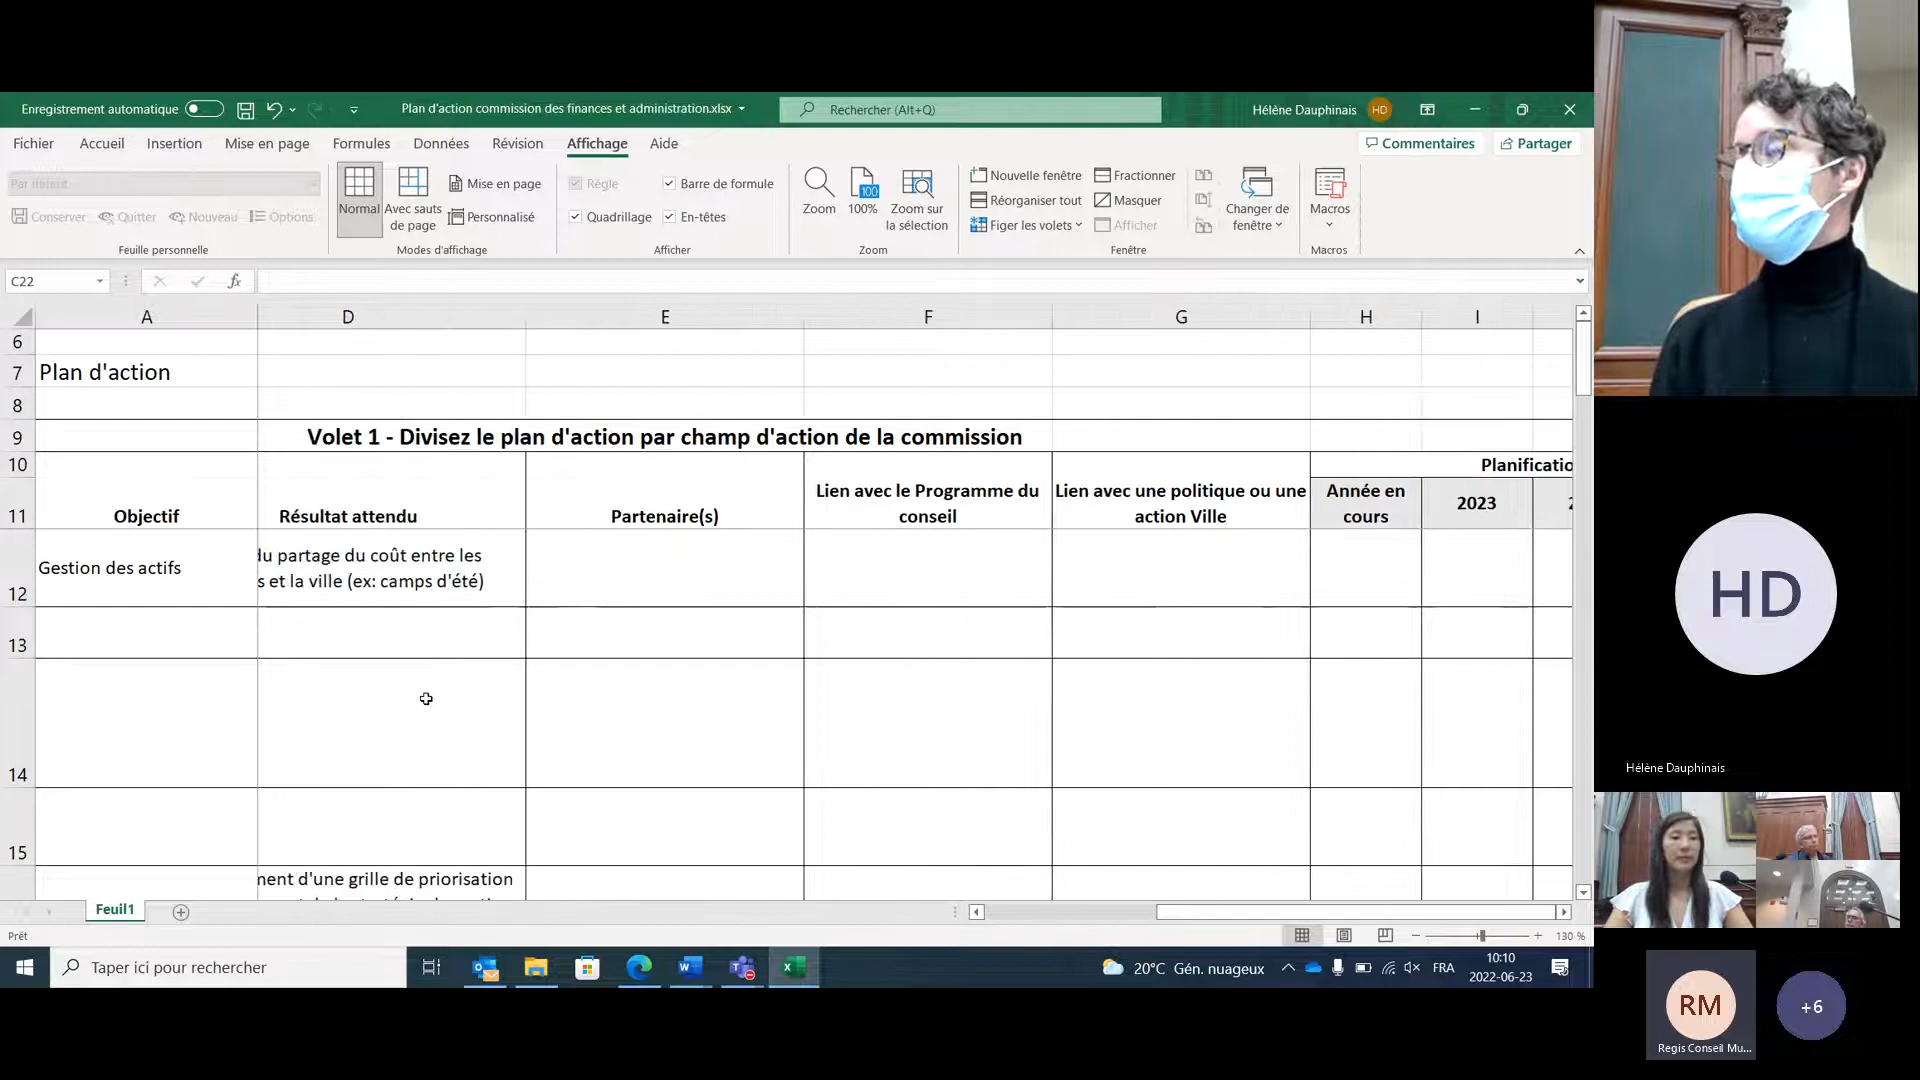 Enregistrement automatique
Plan d'action commission des finances et administration.xlsx
Rechercher (Alt+Q)
Hélène Dauphinais
HD
Fichier
Accueil
Insertion
Mise en page
Formules
Données
Révision
Affichage
Aide
Commentaires
Partager
Par défaut
Conserver
Quitter
Nouveau
Options
Feuille personnelle
Normal
Avec sauts
de page
Mise en page
Personnalisé
Modes d'affichage
Règle
Barre de formule
Quadrillage
En-têtes
Afficher
Zoom
100
100%
Zoom sur
la sélection
Zoom
Nouvelle fenêtre
Réorganiser tout
Figer les volets
Fractionner
Masquer
Afficher
Changer de
fenêtre
Fenêtre
Macros
Macros
C22
fx
A D E F G H I
6
7 Plan d'action
8
9 Volet 1 - Divisez le plan d'action par champ d'action de la commission
10 Planificatio
11 Objectif
Résultat attendu
Partenaire(s)
Lien avec le Programme du
conseil
Lien avec une politique ou une
action Ville
Année en
cours
2023
12 Gestion des actifs
du partage du coût entre les
s et la ville (ex: camps d'été)
13
14
15
ment d'une grille de priorisation
Feuil1
Prêt
130 %
Taper ici pour rechercher
20°C Gén. nuageux
FRA
10:10
2022-06-23
HD
Hélène Dauphinais
RM
Regis Conseil Mu...
+6